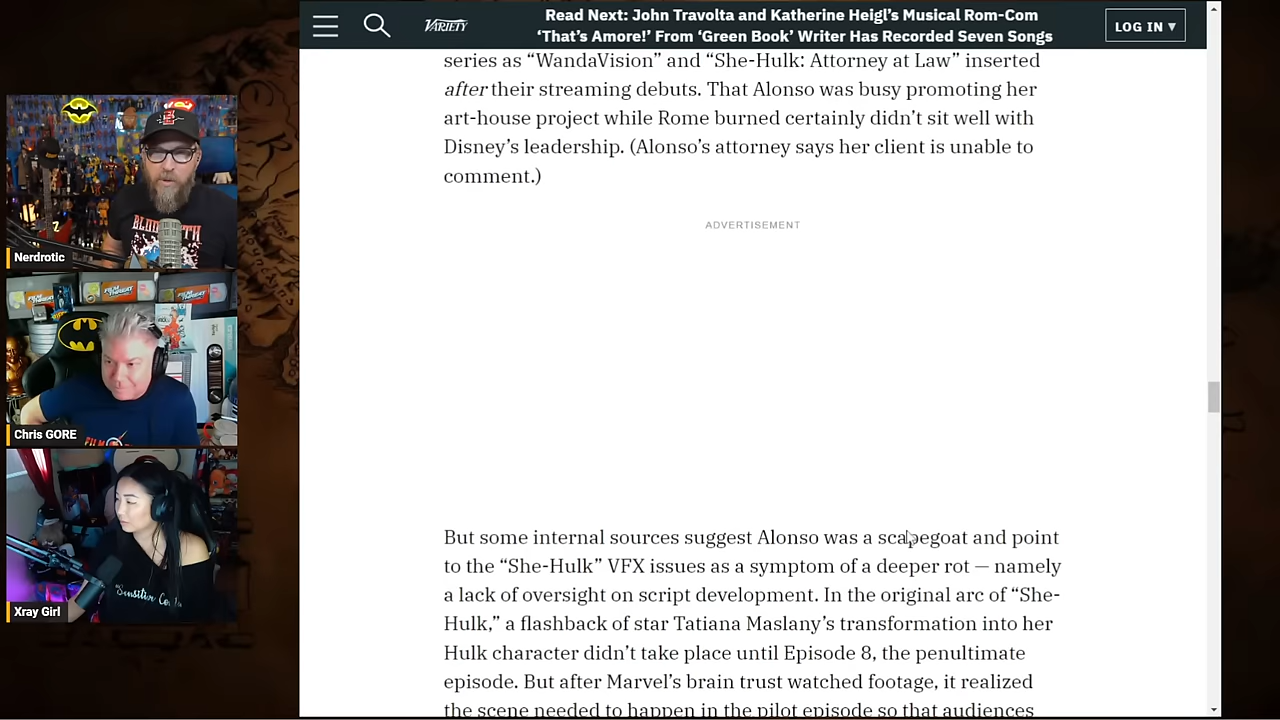 Read Next: John Travolta and Katherine Heigl's Musical Rom-Com
‘That's Amore!’ From ‘Green Book’ Writer Has Recorded Seven Songs
VARIETY
LOG IN ▾
series as “WandaVision” and “She-Hulk: Attorney at Law” inserted
after their streaming debuts. That Alonso was busy promoting her
art-house project while Rome burned certainly didn't sit well with
Disney's leadership. (Alonso's attorney says her client is unable to
comment.)
ADVERTISEMENT
But some internal sources suggest Alonso was a scapegoat and point
to the “She-Hulk” VFX issues as a symptom of a deeper rot — namely
a lack of oversight on script development. In the original arc of “She-
Hulk,” a flashback of star Tatiana Maslany's transformation into her
Hulk character didn't take place until Episode 8, the penultimate
episode. But after Marvel's brain trust watched footage, it realized
the scene needed to happen in the pilot episode so that audiences
Nerdrotic
Chris GORE
Xray Girl